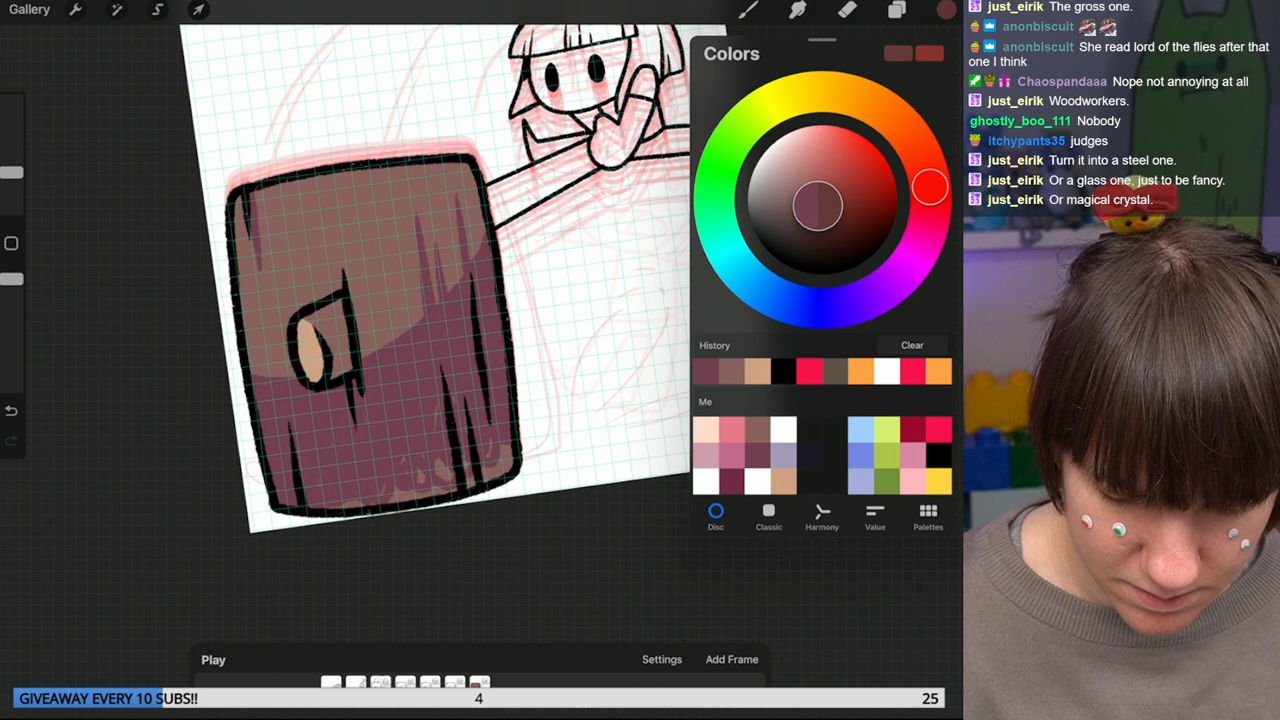 Gallery
Colors
History
Clear
Me
Disc
Classic
Harmony
Value
Palettes
Play
Settings
Add Frame
GIVEAWAY EVERY 10 SUBS!!
4
25
just_eirik The gross one.
anonbiscuit
anonbiscuit She read lord of the flies after that
one I think
Chaospandaaa Nope not annoying at all
just_eirik Woodworkers.
ghostly_boo_111 Nobody
itchypants35 judges
just_eirik Turn it into a steel one.
just_eirik Or a glass one, just to be fancy.
just_eirik Or magical crystal.